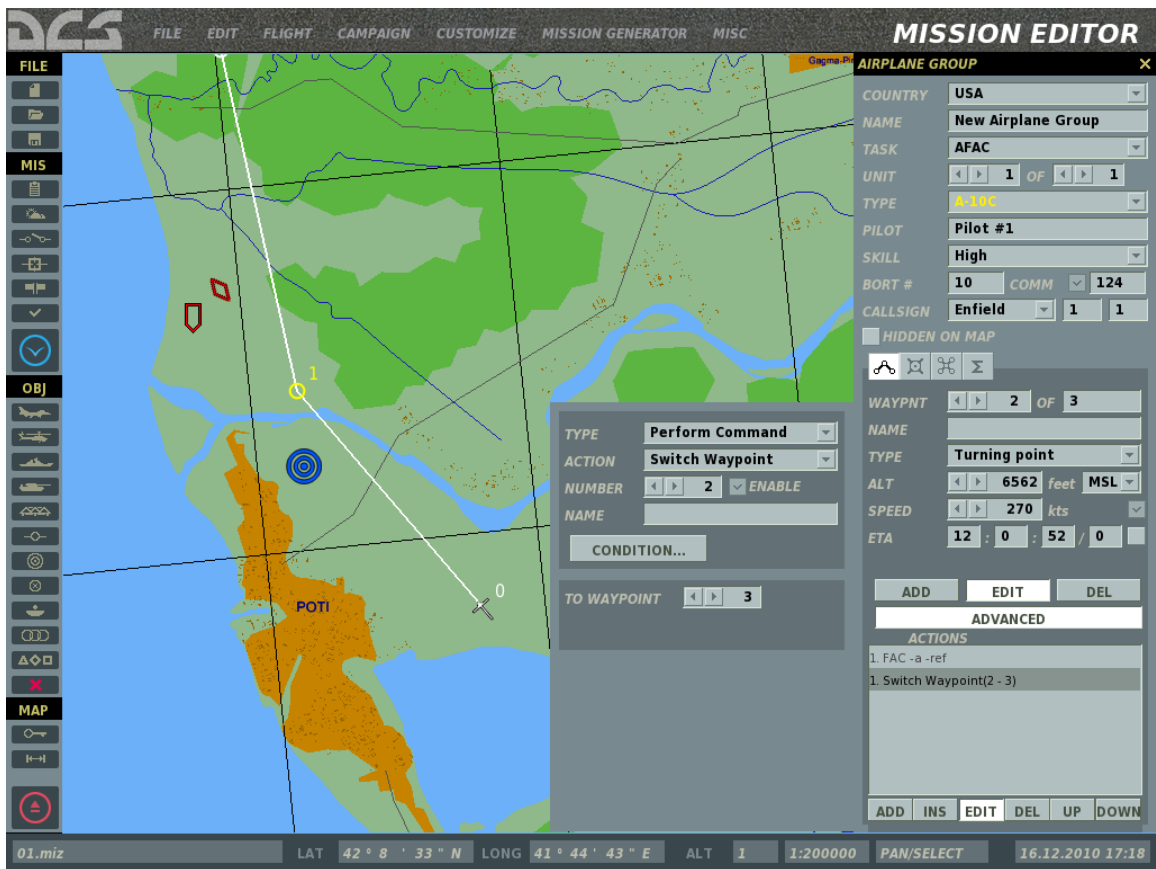 DCS
FILE EDIT FLIGHT CAMPAIGN CUSTOMIZE MISSION GENERATOR MISC
MISSION EDITOR
FILE
MIS
OBJ
MAP
1
0
POTI
TYPE Perform Command
ACTION Switch Waypoint
NUMBER 2 ENABLE
NAME
CONDITION...
TO WAYPOINT 3
AIRPLANE GROUP X
COUNTRY USA
NAME New Airplane Group
TASK AFAC
UNIT 1 OF 1
TYPE A-10C
PILOT Pilot #1
SKILL High
BORT # 10 COMM 124
CALLSIGN Enfield 1 1
HIDDEN ON MAP
Σ
WAYPNT 2 OF 3
NAME
TYPE Turning point
ALT 6562 feet MSL
SPEED 270 kts
ETA 12 : 0 : 52 / 0
ADD EDIT DEL
ADVANCED
ACTIONS
1. FAC -a -ref
1. Switch Waypoint(2 - 3)
ADD INS EDIT DEL UP DOWN
01.miz LAT 42 ° 8 ' 33 " N LONG 41 ° 44 ' 43 " E ALT 1 1:200000 PAN/SELECT 16.12.2010 17:18